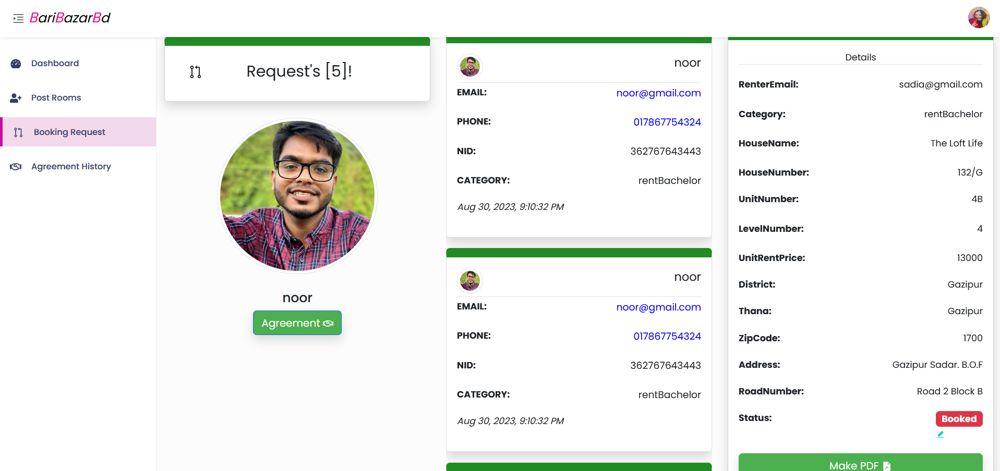 BariBazarBd
Dashboard
Post Rooms
Booking Request
Agreement History
Request's [5]!
noor
Agreement
noor
EMAIL: noor@gmail.com
PHONE: 017867754324
NID: 362767643443
CATEGORY: rentBachelor
Aug 30, 2023, 9:10:32 PM
noor
EMAIL: noor@gmail.com
PHONE: 017867754324
NID: 362767643443
CATEGORY: rentBachelor
Aug 30, 2023, 9:10:32 PM
Details
RenterEmail: sadia@gmail.com
Category: rentBachelor
HouseName: The Loft Life
HouseNumber: 132/G
UnitNumber: 4B
LevelNumber: 4
UnitRentPrice: 13000
District: Gazipur
Thana: Gazipur
ZipCode: 1700
Address: Gazipur Sadar. B.O.F
RoadNumber: Road 2 Block B
Status: Booked
Make PDF